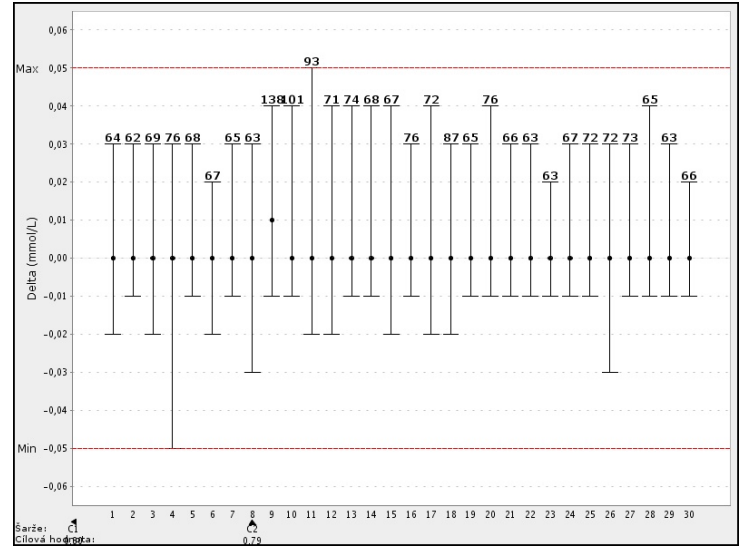 0,06
Max 0,05
93
0,04
138 101 71 74 68 67 72 76 65
0,03
64 62 69 76 68 65 63 76 87 65 66 63 67 72 72 73 63
0,02
67 63 66
0,01
0,00
Delta (mmol/L)
-0,01
-0,02
-0,03
-0,04
Min -0,05
-0,06
1 2 3 4 5 6 7 8 9 10 11 12 13 14 15 16 17 18 19 20 21 22 23 24 25 26 27 28 29 30
Šarže: C1 C2
Cílová hodnota: 0.79